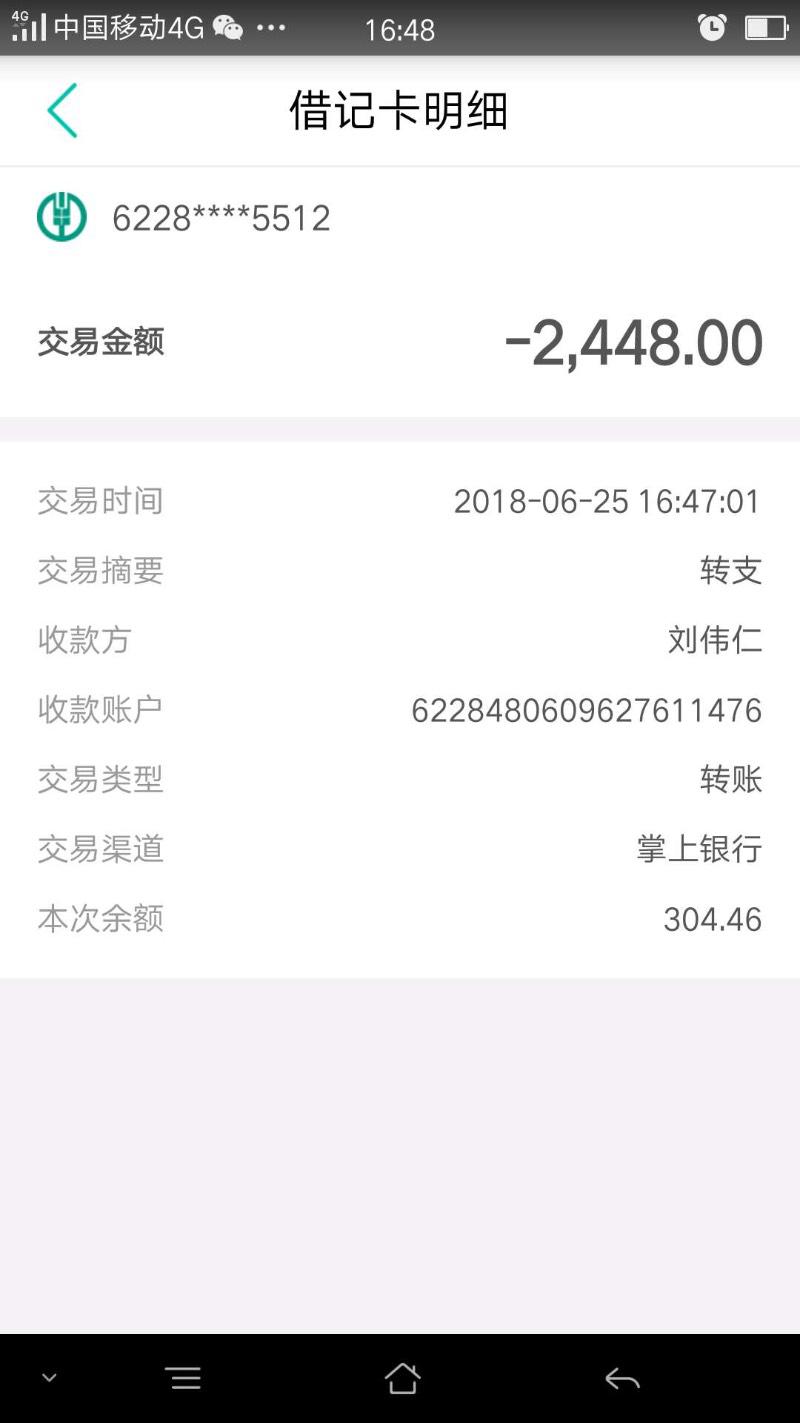 4G 中国移动4G 16:48
借记卡明细
6228****5512
交易金额 -2,448.00
交易时间 2018-06-25 16:47:01
交易摘要 转支
收款方 刘伟仁
收款账户 6228480609627611476
交易类型 转账
交易渠道 掌上银行
本次余额 304.46